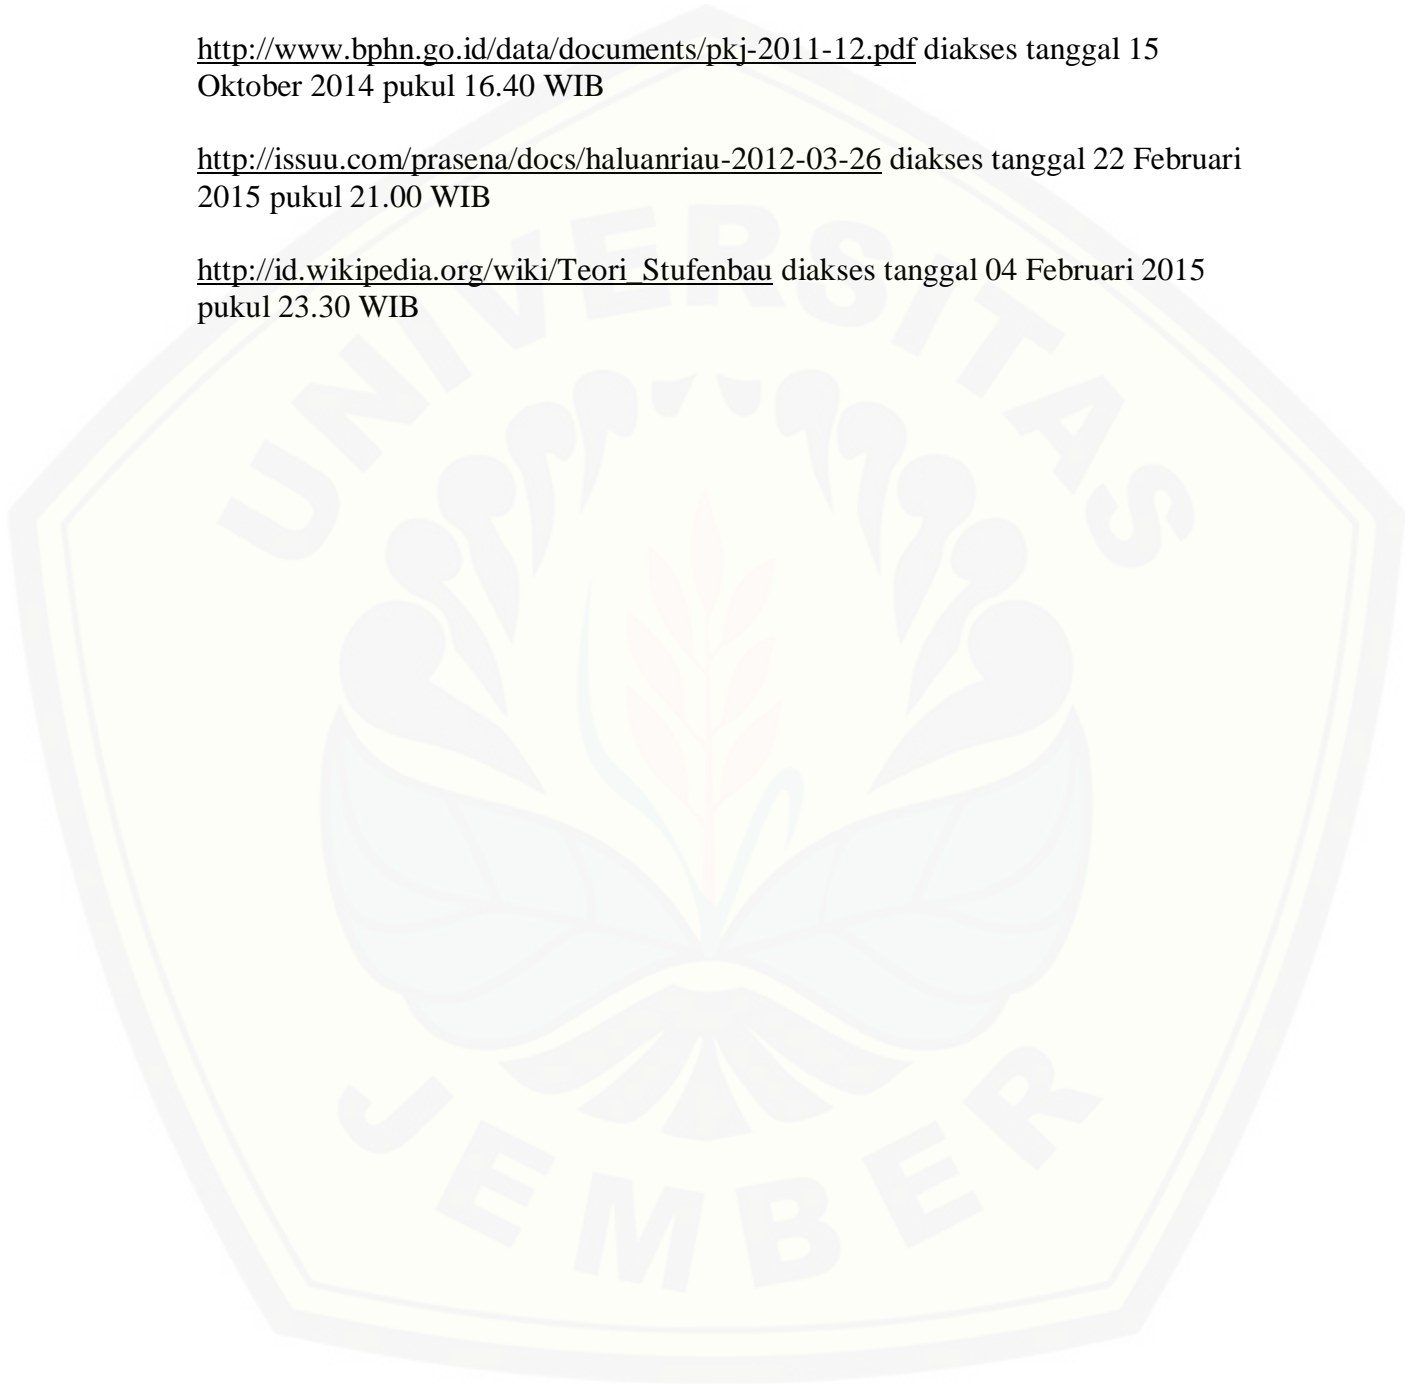 http://www.bphn.go.id/data/documents/pkj-2011-12.pdf diakses tanggal 15
Oktober 2014 pukul 16.40 WIB
http://issuu.com/prasena/docs/haluanriau-2012-03-26 diakses tanggal 22 Februari
2015 pukul 21.00 WIB
http://id.wikipedia.org/wiki/Teori_Stufenbau diakses tanggal 04 Februari 2015
pukul 23.30 WIB
UNIVERSITAS
JEMBER